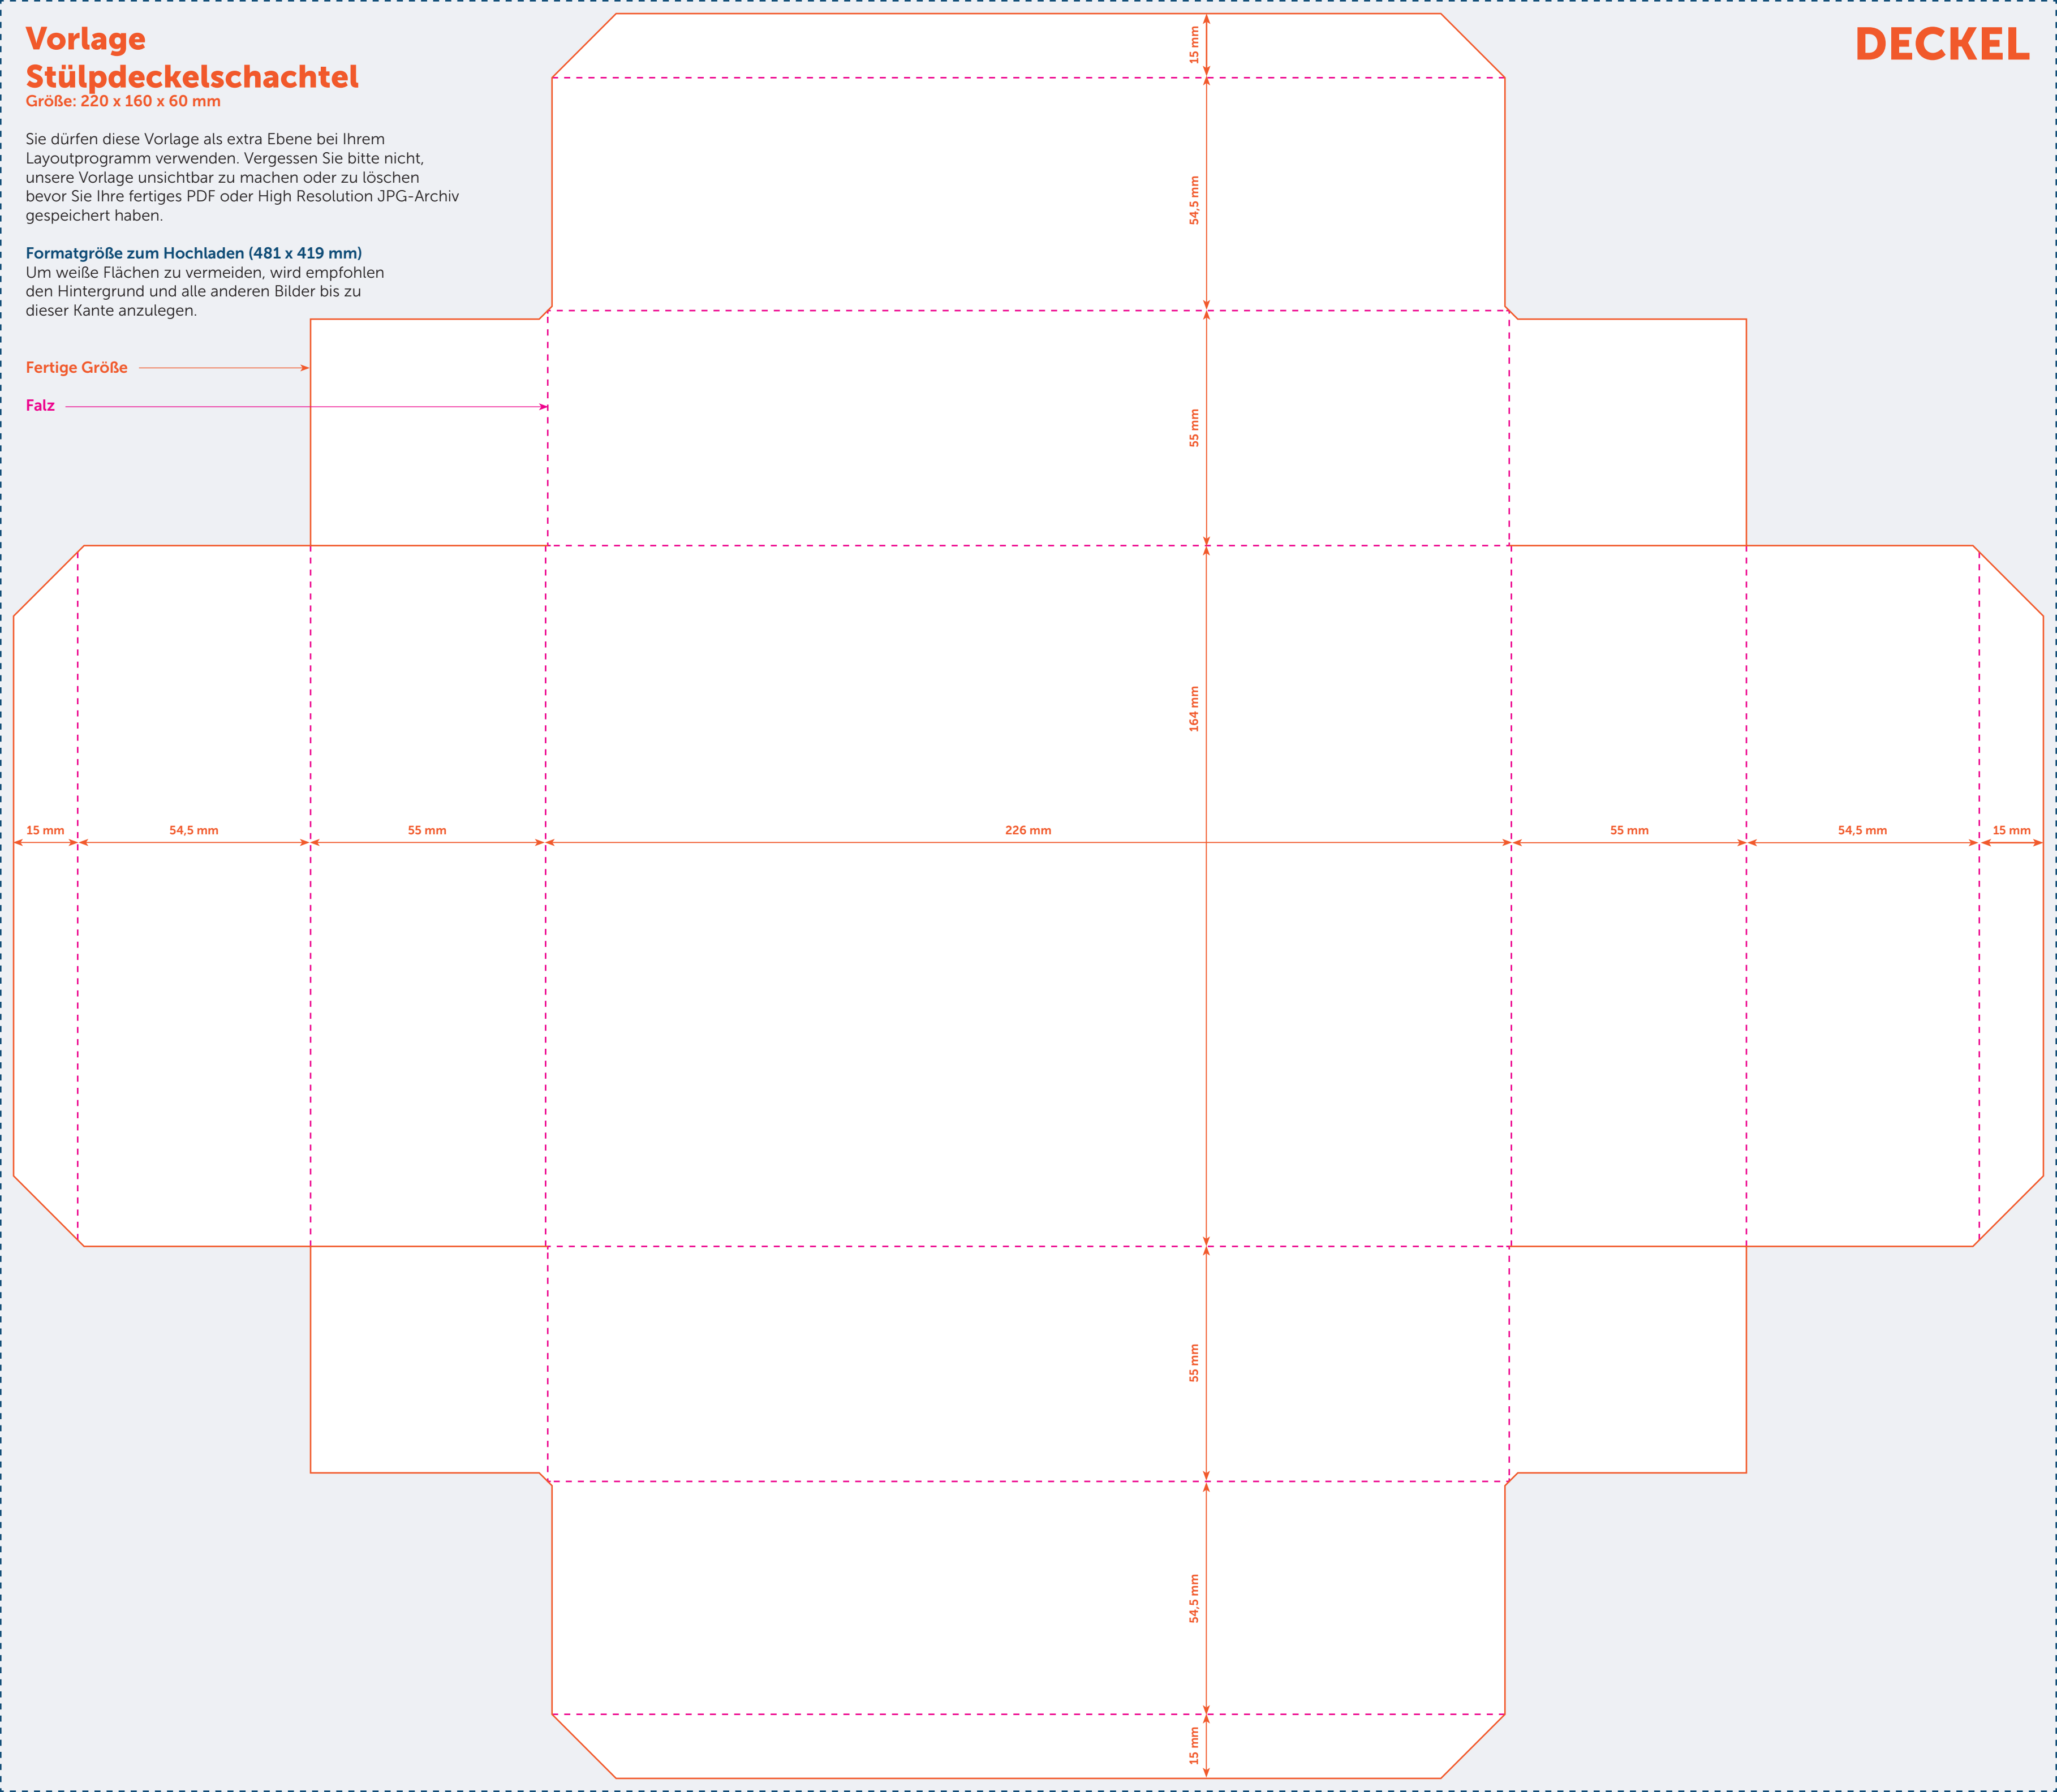 Vorlage
Stülpdeckelschachtel
Größe: 220 x 160 x 60 mm
DECKEL
Sie dürfen diese Vorlage als extra Ebene bei Ihrem
Layoutprogramm verwenden. Vergessen Sie bitte nicht,
unsere Vorlage unsichtbar zu machen oder zu löschen
bevor Sie Ihre fertiges PDF oder High Resolution JPG-Archiv
gespeichert haben.
Formatgröße zum Hochladen (481 x 419 mm)
Um weiße Flächen zu vermeiden, wird empfohlen
den Hintergrund und alle anderen Bilder bis zu
dieser Kante anzulegen.
Fertige Größe
Falz
15 mm
54,5 mm
55 mm
164 mm
15 mm
54,5 mm
55 mm
226 mm
55 mm
54,5 mm
15 mm
55 mm
54,5 mm
15 mm